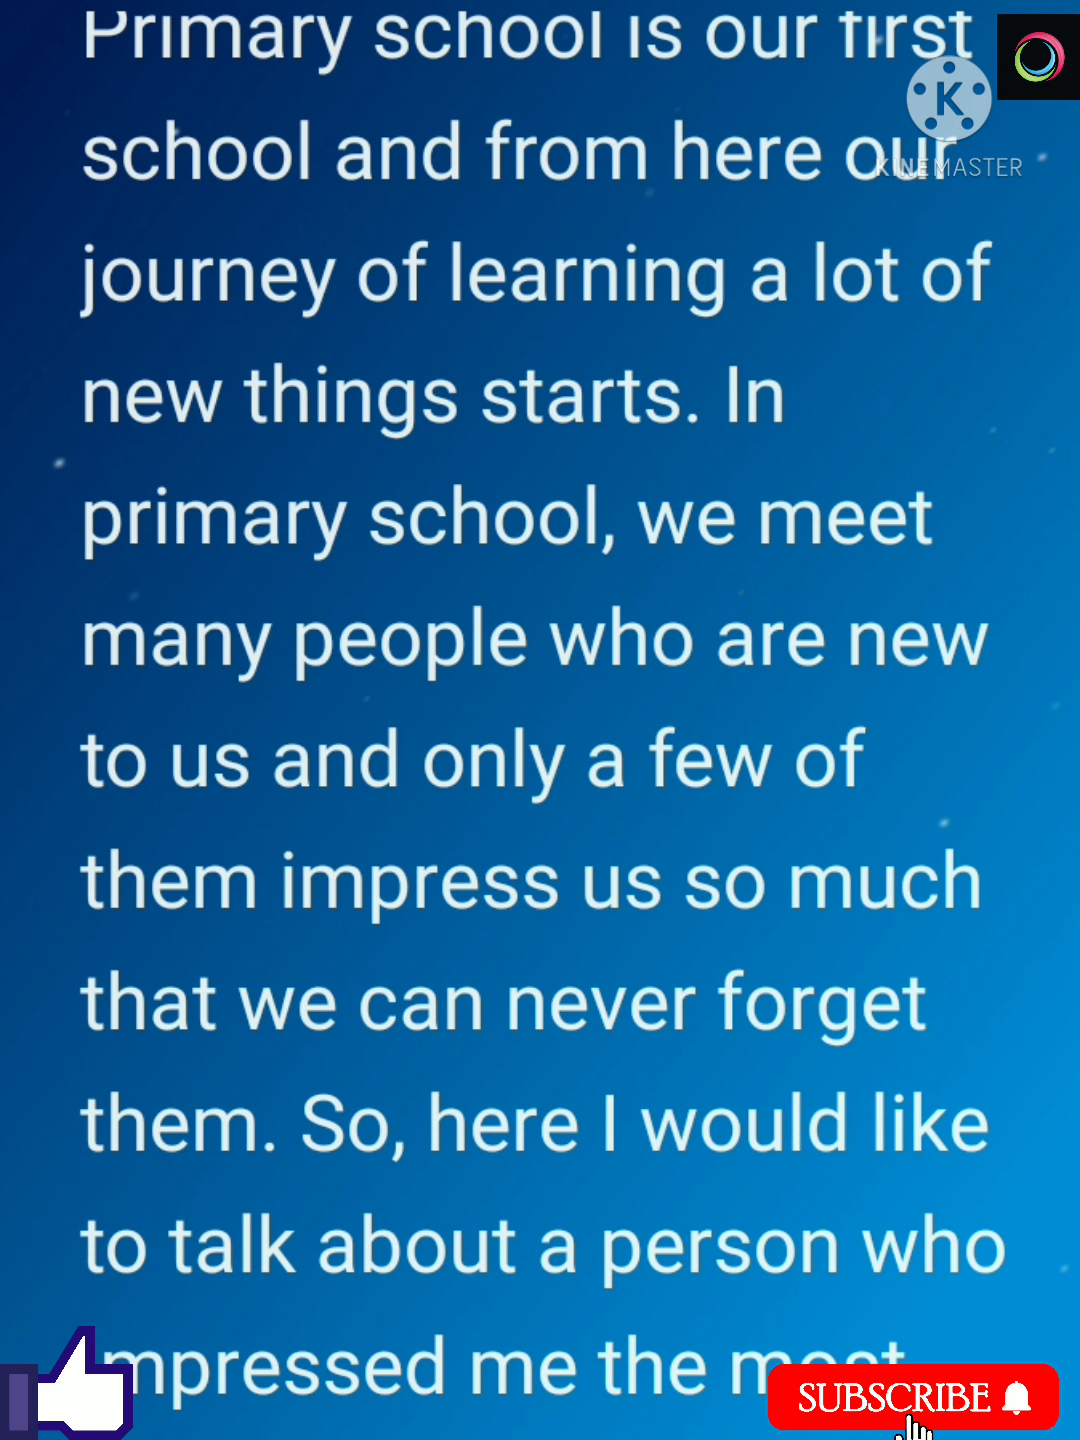 Primary school is our first
school and from here our
journey of learning a lot of
new things starts. In
primary school, we meet
many people who are new
to us and only a few of
them impress us so much
that we can never forget
them. So, here I would like
to talk about a person who
impressed me the most
K
KINEMASTER
SUBSCRIBE